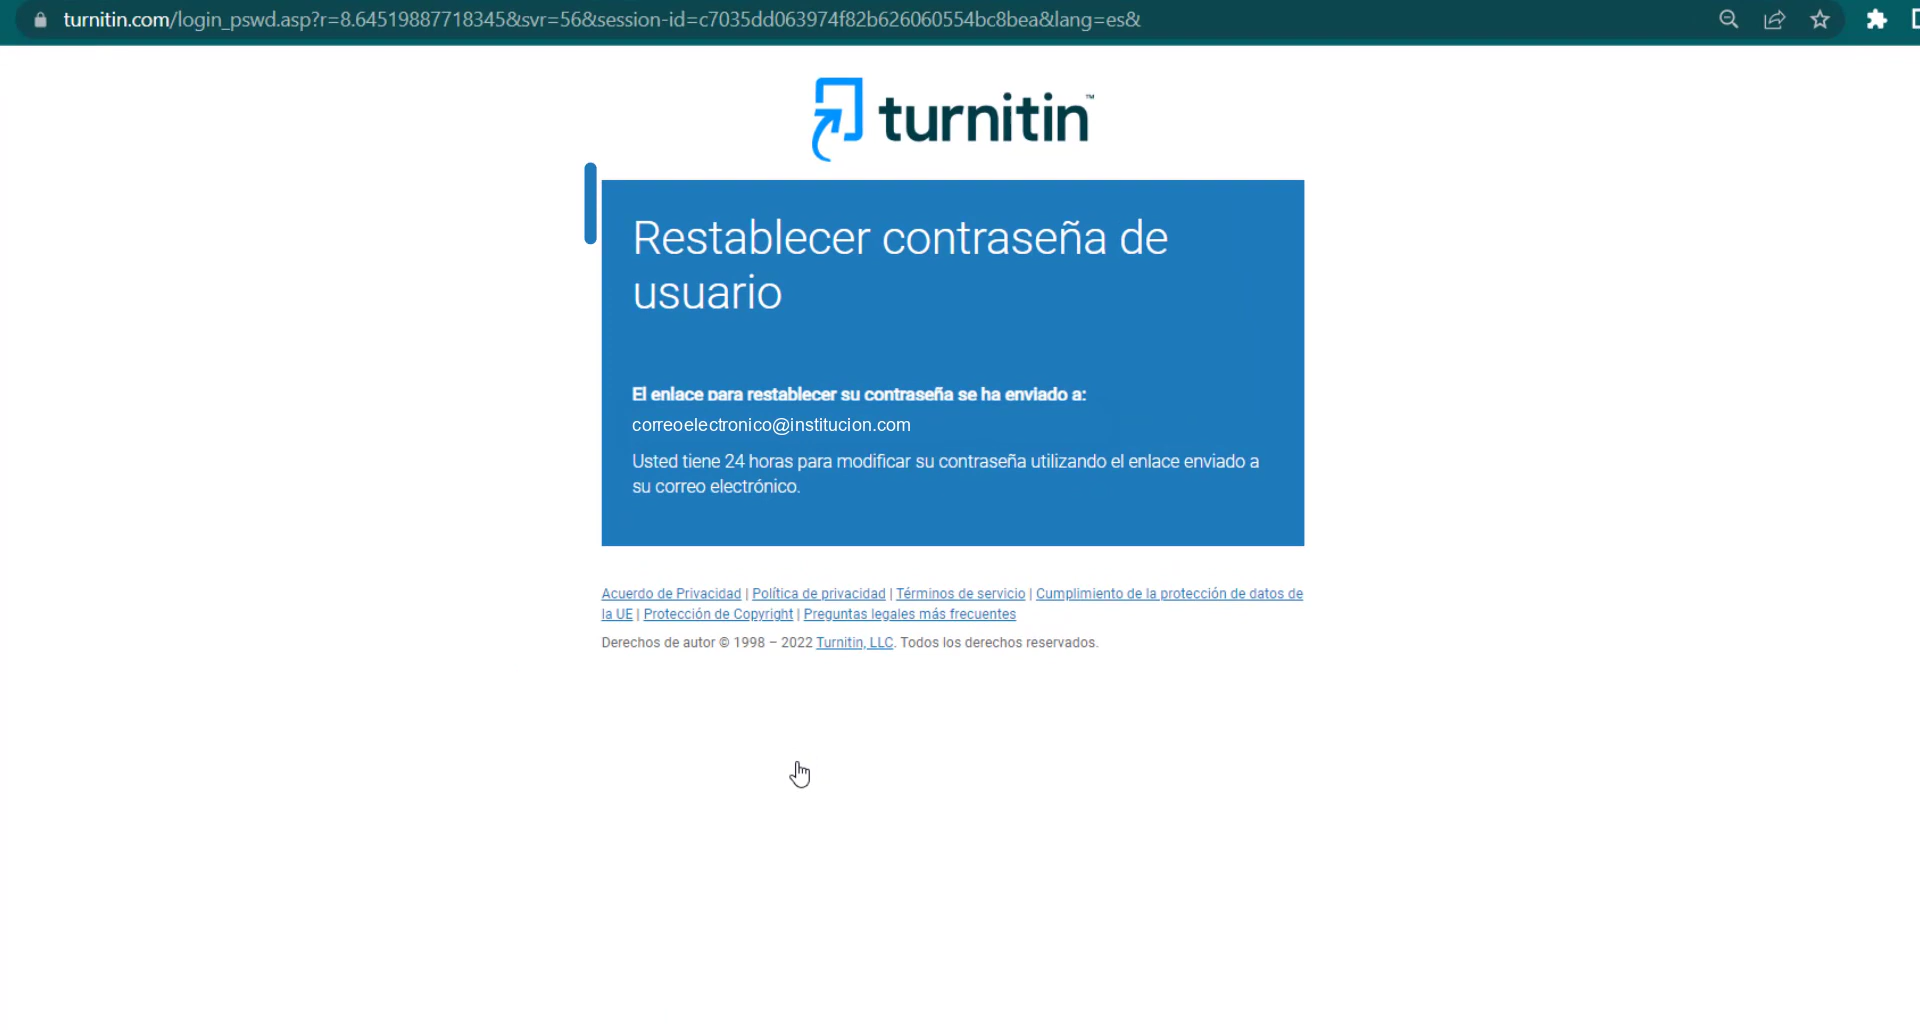 turnitin.com/login_pswd.asp?r=8.64519887718345&svr=56&session-id=c7035dd063974f82b626060554bc8bea&lang=es&
turnitin™
Restablecer contraseña de
usuario
El enlace para restablecer su contraseña se ha enviado a:
correoelectronico@institucion.com
Usted tiene 24 horas para modificar su contraseña utilizando el enlace enviado a
su correo electrónico.
Acuerdo de Privacidad | Política de privacidad | Términos de servicio | Cumplimiento de la protección de datos de
la UE | Protección de Copyright | Preguntas legales más frecuentes
Derechos de autor © 1998 – 2022 Turnitin, LLC. Todos los derechos reservados.